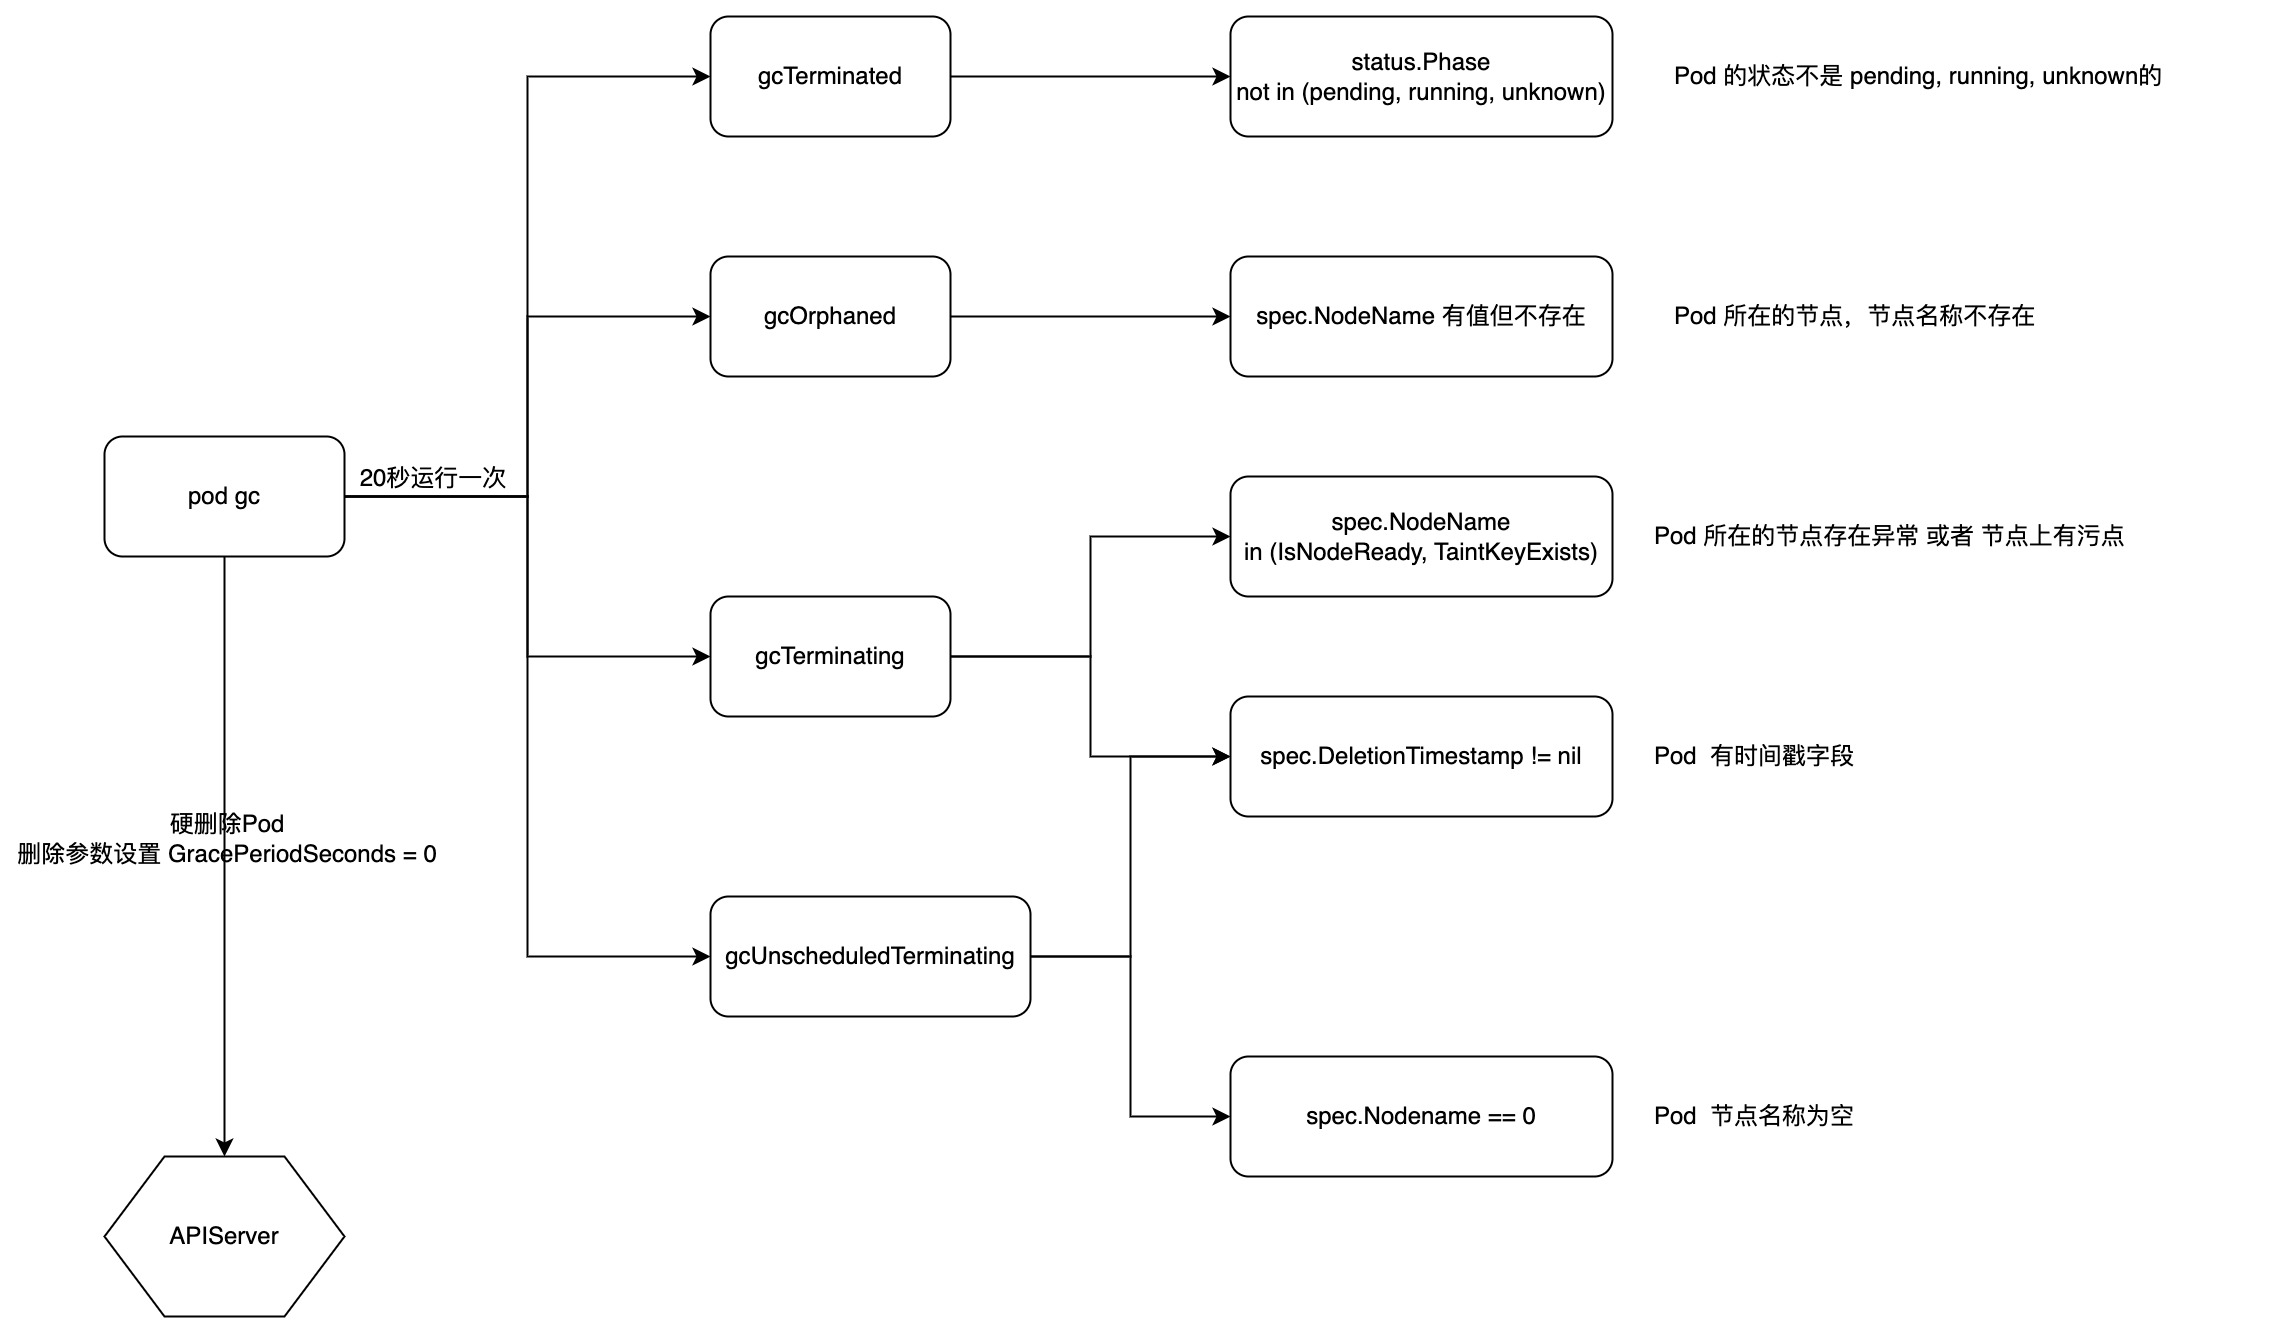 gcTerminated
status.Phase
not in (pending, running, unknown)
Pod 的状态不是 pending, running, unknown的
gcOrphaned
spec.NodeName 有值但不存在
Pod 所在的节点，节点名称不存在
pod gc
20秒运行一次
spec.NodeName
in (IsNodeReady, TaintKeyExists)
Pod 所在的节点存在异常 或者 节点上有污点
gcTerminating
spec.DeletionTimestamp != nil
Pod 有时间戳字段
硬删除Pod
删除参数设置 GracePeriodSeconds = 0
gcUnscheduledTerminating
spec.Nodename == 0
Pod 节点名称为空
APIServer